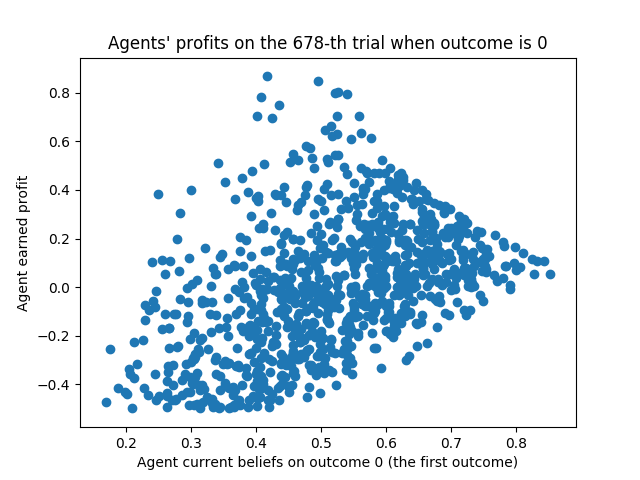 Agents' profits on the 678-th trial when outcome is 0
Agent earned profit
0.8
0.6
0.4
0.2
0.0
−0.2
−0.4
0.2 0.3 0.4 0.5 0.6 0.7 0.8
Agent current beliefs on outcome 0 (the first outcome)